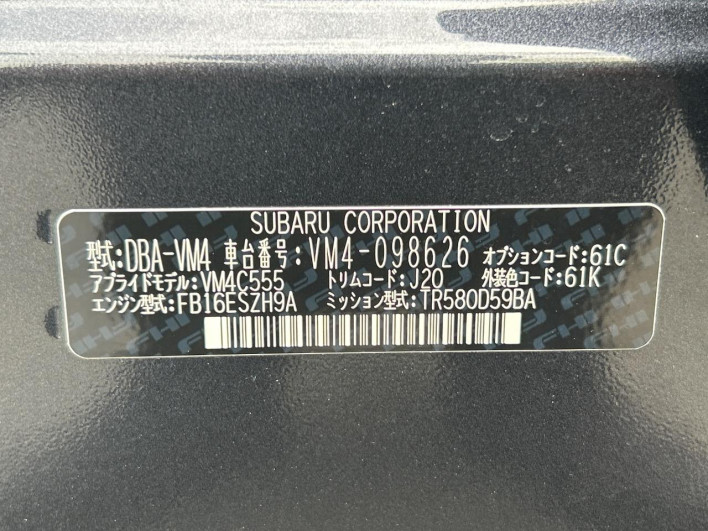 SUBARU CORPORATION
型式:DBA-VM4 車台番号:VM4-098626 オプションコード:61C
アプライドモデル:VM4C555 トリムコード:J20 外装色コード:61K
エンジン型式:FB16ESZH9A ミッション型式:TR580D59BA